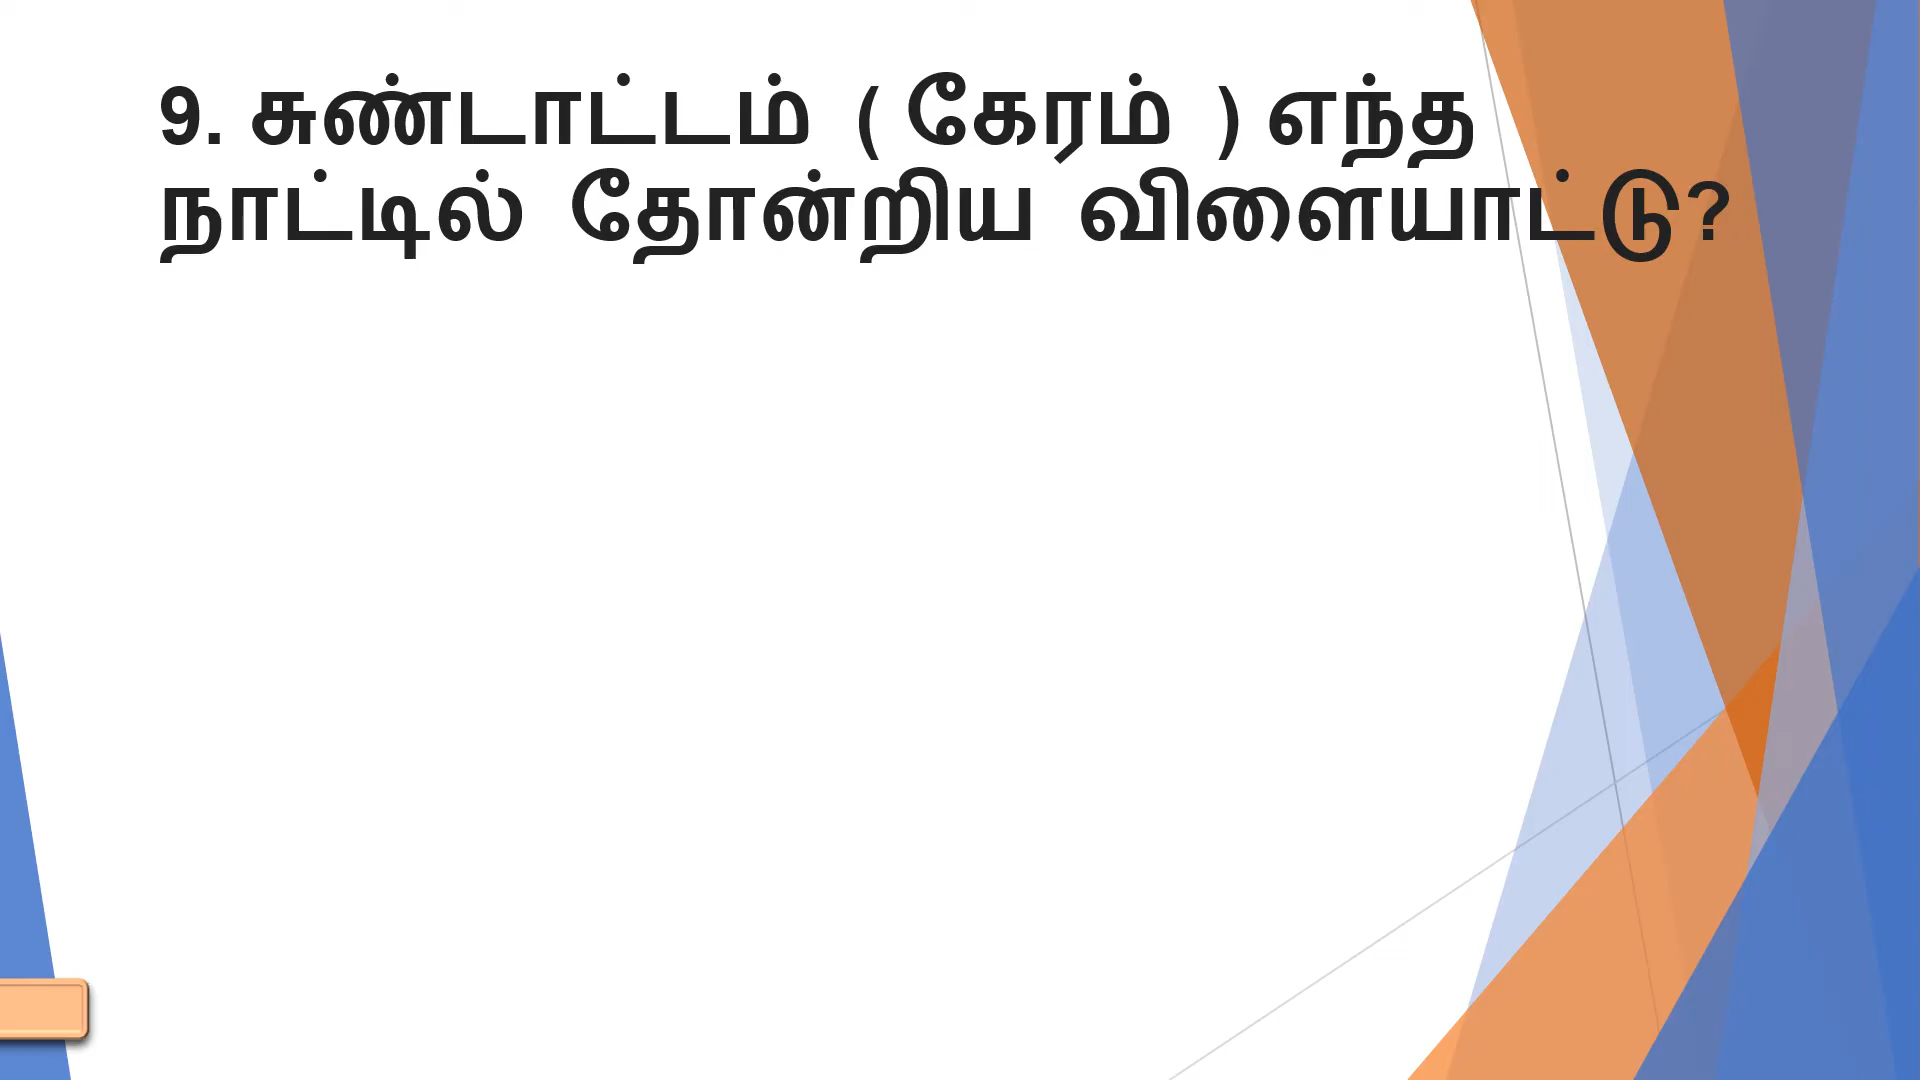 9. சுண்டாட்டம் ( கேரம் ) எந்த
நாட்டில் தோன்றிய விளையாட்டு?